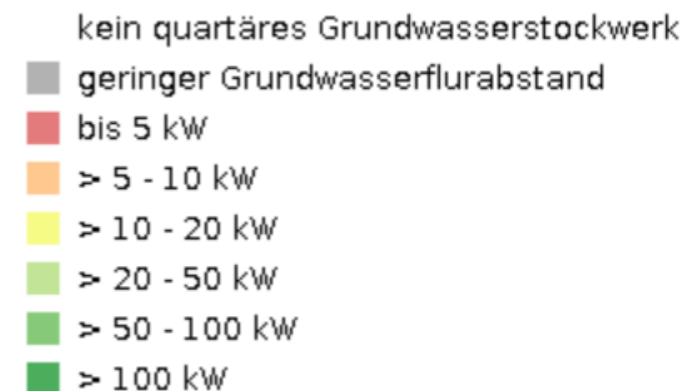 kein quartäres Grundwasserstockwerk
geringer Grundwasserflurabstand
bis 5 kW
> 5 - 10 kW
> 10 - 20 kW
> 20 - 50 kW
> 50 - 100 kW
> 100 kW